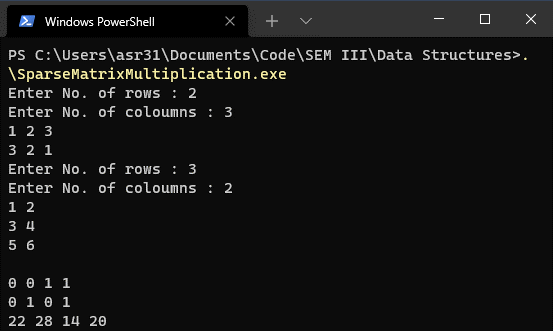 Windows PowerShell
PS C:\Users\asr31\Documents\Code\SEM III\Data Structures>.
\SparseMatrixMultiplication.exe
Enter No. of rows : 2
Enter No. of coloumns : 3
1 2 3
3 2 1
Enter No. of rows : 3
Enter No. of coloumns : 2
1 2
3 4
5 6
0 0 1 1
0 1 0 1
22 28 14 20